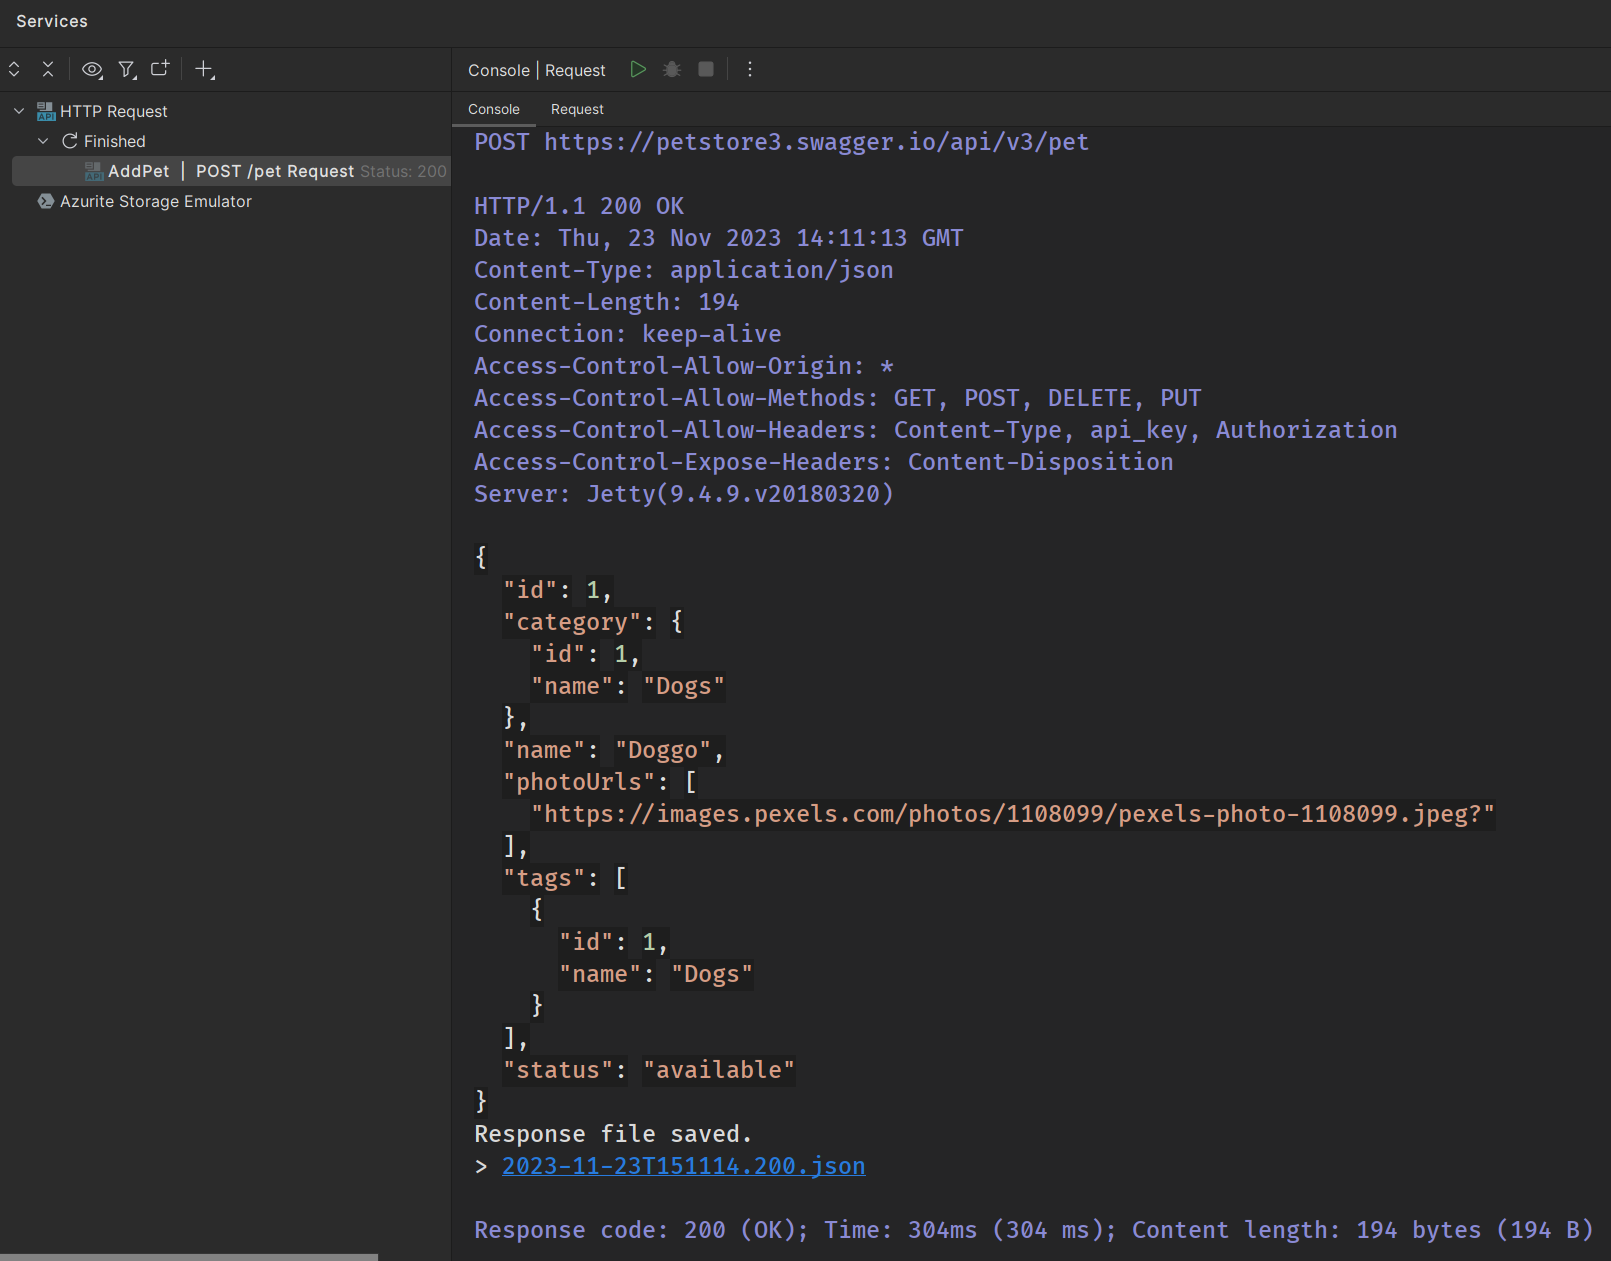 Services
Console | Request
Console Request
HTTP Request
Finished
API AddPet | POST /pet Request Status: 200
Azurite Storage Emulator
POST https://petstore3.swagger.io/api/v3/pet
HTTP/1.1 200 OK
Date: Thu, 23 Nov 2023 14:11:13 GMT
Content-Type: application/json
Content-Length: 194
Connection: keep-alive
Access-Control-Allow-Origin: *
Access-Control-Allow-Methods: GET, POST, DELETE, PUT
Access-Control-Allow-Headers: Content-Type, api_key, Authorization
Access-Control-Expose-Headers: Content-Disposition
Server: Jetty(9.4.9.v20180320)
{
  "id": 1,
  "category": {
    "id": 1,
    "name": "Dogs"
  },
  "name": "Doggo",
  "photoUrls": [
    "https://images.pexels.com/photos/1108099/pexels-photo-1108099.jpeg?"
  ],
  "tags": [
    {
      "id": 1,
      "name": "Dogs"
    }
  ],
  "status": "available"
}
Response file saved.
> 2023-11-23T151114.200.json
Response code: 200 (OK); Time: 304ms (304 ms); Content length: 194 bytes (194 B)